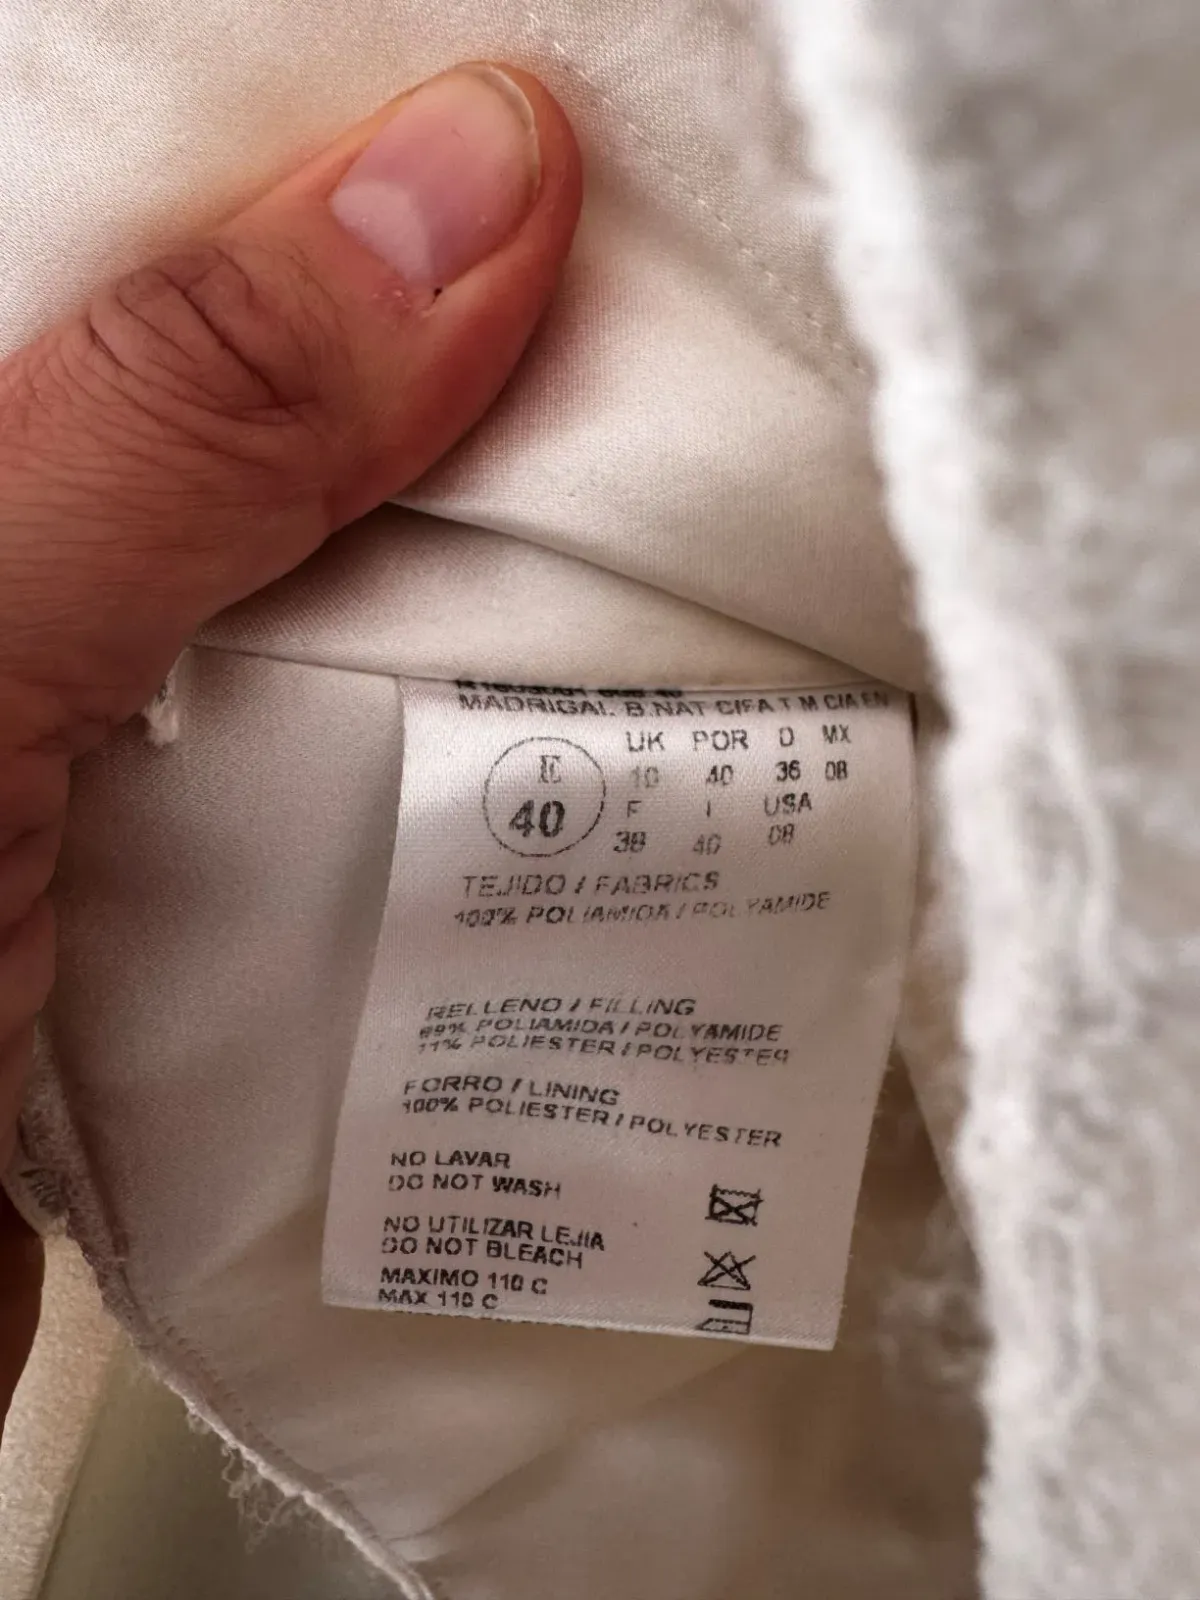 MADRIGAL B.NAT CIFA T M CIA EN
E
40
UK POR D MX
10 40 36 08
F I USA
38 40 08
TEJIDO / FABRICS
100% POLIAMIDA / POLYAMIDE
RELLENO / FILLING
89% POLIAMIDA / POLYAMIDE
11% POLIESTER / POLYESTER
FORRO / LINING
100% POLIESTER / POLYESTER
NO LAVAR
DO NOT WASH
NO UTILIZAR LEJIA
DO NOT BLEACH
MAXIMO 110 C
MAX 110 C